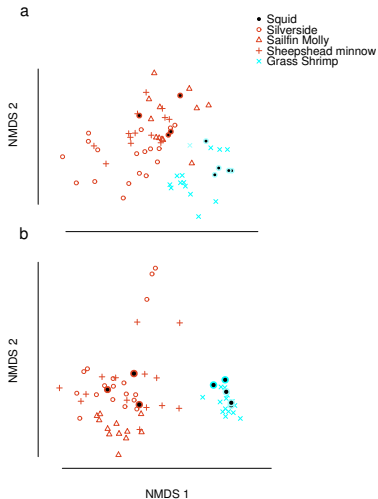 a
Squid
Silverside
Sailfin Molly
Sheepshead minnow
Grass Shrimp
NMDS 2
b
NMDS 2
NMDS 1